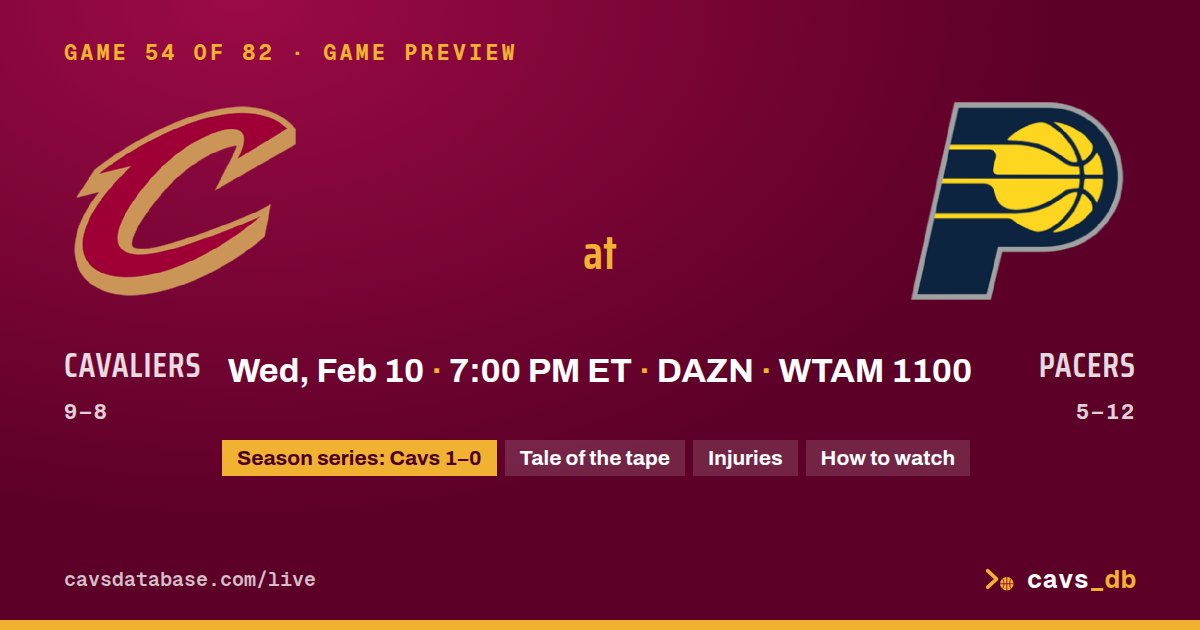 GAME 54 OF 82 · GAME PREVIEW
at
CAVALIERS Wed, Feb 10 · 7:00 PM ET · DAZN · WTAM 1100 PACERS
9–8 5–12
Season series: Cavs 1–0 Tale of the tape Injuries How to watch
cavsdatabase.com/live cavs_db